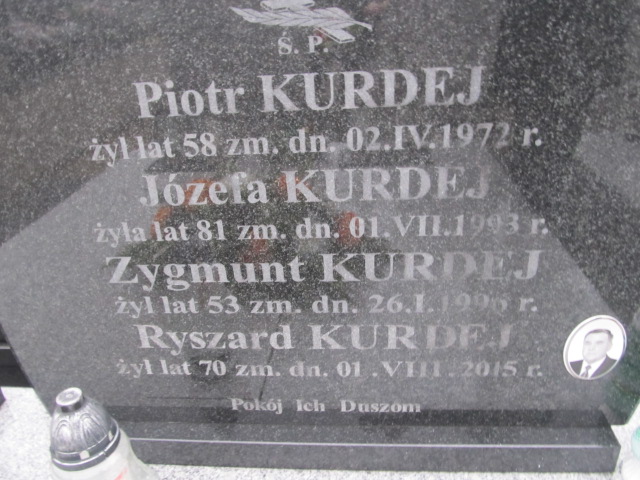 Ś. P.
Piotr KURDEJ
żył lat 58 zm. dn. 02.IV.1972 r.
Józefa KURDEJ
żyła lat 81 zm. dn. 01.VII.1993 r.
Zygmunt KURDEJ
żył lat 53 zm. dn. 26.I.1996 r.
Ryszard KURDEJ
żył lat 70 zm. dn. 01.VIII.2015 r.
Pokój Ich Duszom